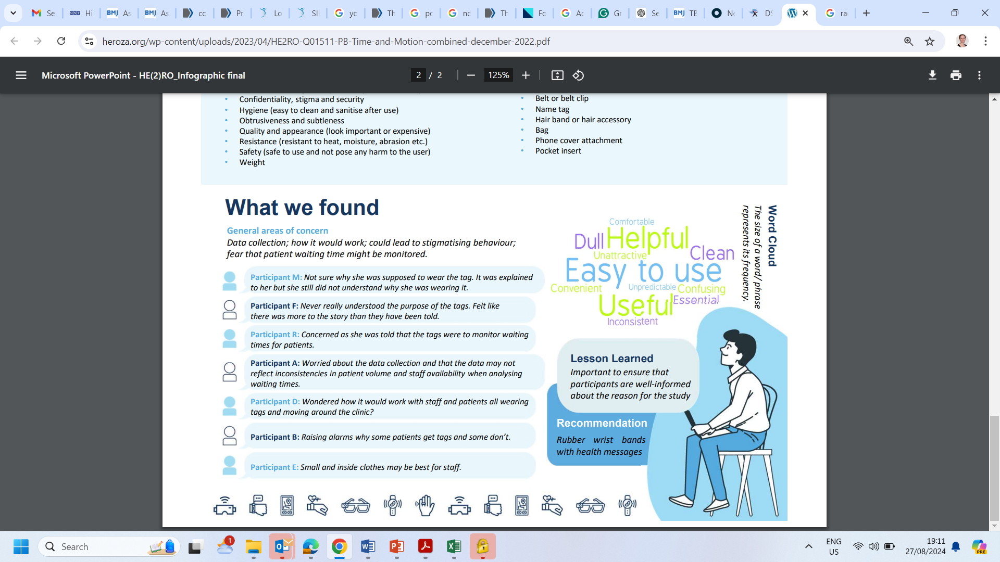 Se
Hi
As
As
co
Pr
Lo
SII
yo
Th
pc
nc
Th
Fo
Ac
Gr
Se
TB
Ne
DS
ra
heroza.org/wp-content/uploads/2023/04/HE2RO-Q01511-PB-Time-and-Motion-combined-december-2022.pdf
Microsoft PowerPoint - HE(2)RO_Infographic final
2 / 2
125%
• Confidentiality, stigma and security
• Hygiene (easy to clean and sanitise after use)
• Obtrusiveness and subtleness
• Quality and appearance (look important or expensive)
• Resistance (resistant to heat, moisture, abrasion etc.)
• Safety (safe to use and not pose any harm to the user)
• Weight
• Belt or belt clip
• Name tag
• Hair band or hair accessory
• Bag
• Phone cover attachment
• Pocket insert
What we found
General areas of concern
Data collection; how it would work; could lead to stigmatising behaviour;
fear that patient waiting time might be monitored.
Participant M: Not sure why she was supposed to wear the tag. It was explained
to her but she still did not understand why she was wearing it.
Participant F: Never really understood the purpose of the tags. Felt like
there was more to the story than they have been told.
Participant R: Concerned as she was told that the tags were to monitor waiting
times for patients.
Participant A: Worried about the data collection and that the data may not
reflect inconsistencies in patient volume and staff availability when analysing
waiting times.
Participant D: Wondered how it would work with staff and patients all wearing
tags and moving around the clinic?
Participant B: Raising alarms why some patients get tags and some don’t.
Participant E: Small and inside clothes may be best for staff.
Comfortable
Dull Helpful
Unattractive Clean
Easy to use
Convenient Unpredictable Confusing
Useful Essential
Inconsistent
Word Cloud
The size of a word/ phrase
represents its frequency.
Lesson Learned
Important to ensure that
participants are well-informed
about the reason for the study
Recommendation
Rubber wrist bands
with health messages
Search
1
ENG
US
19:11
27/08/2024
PRE